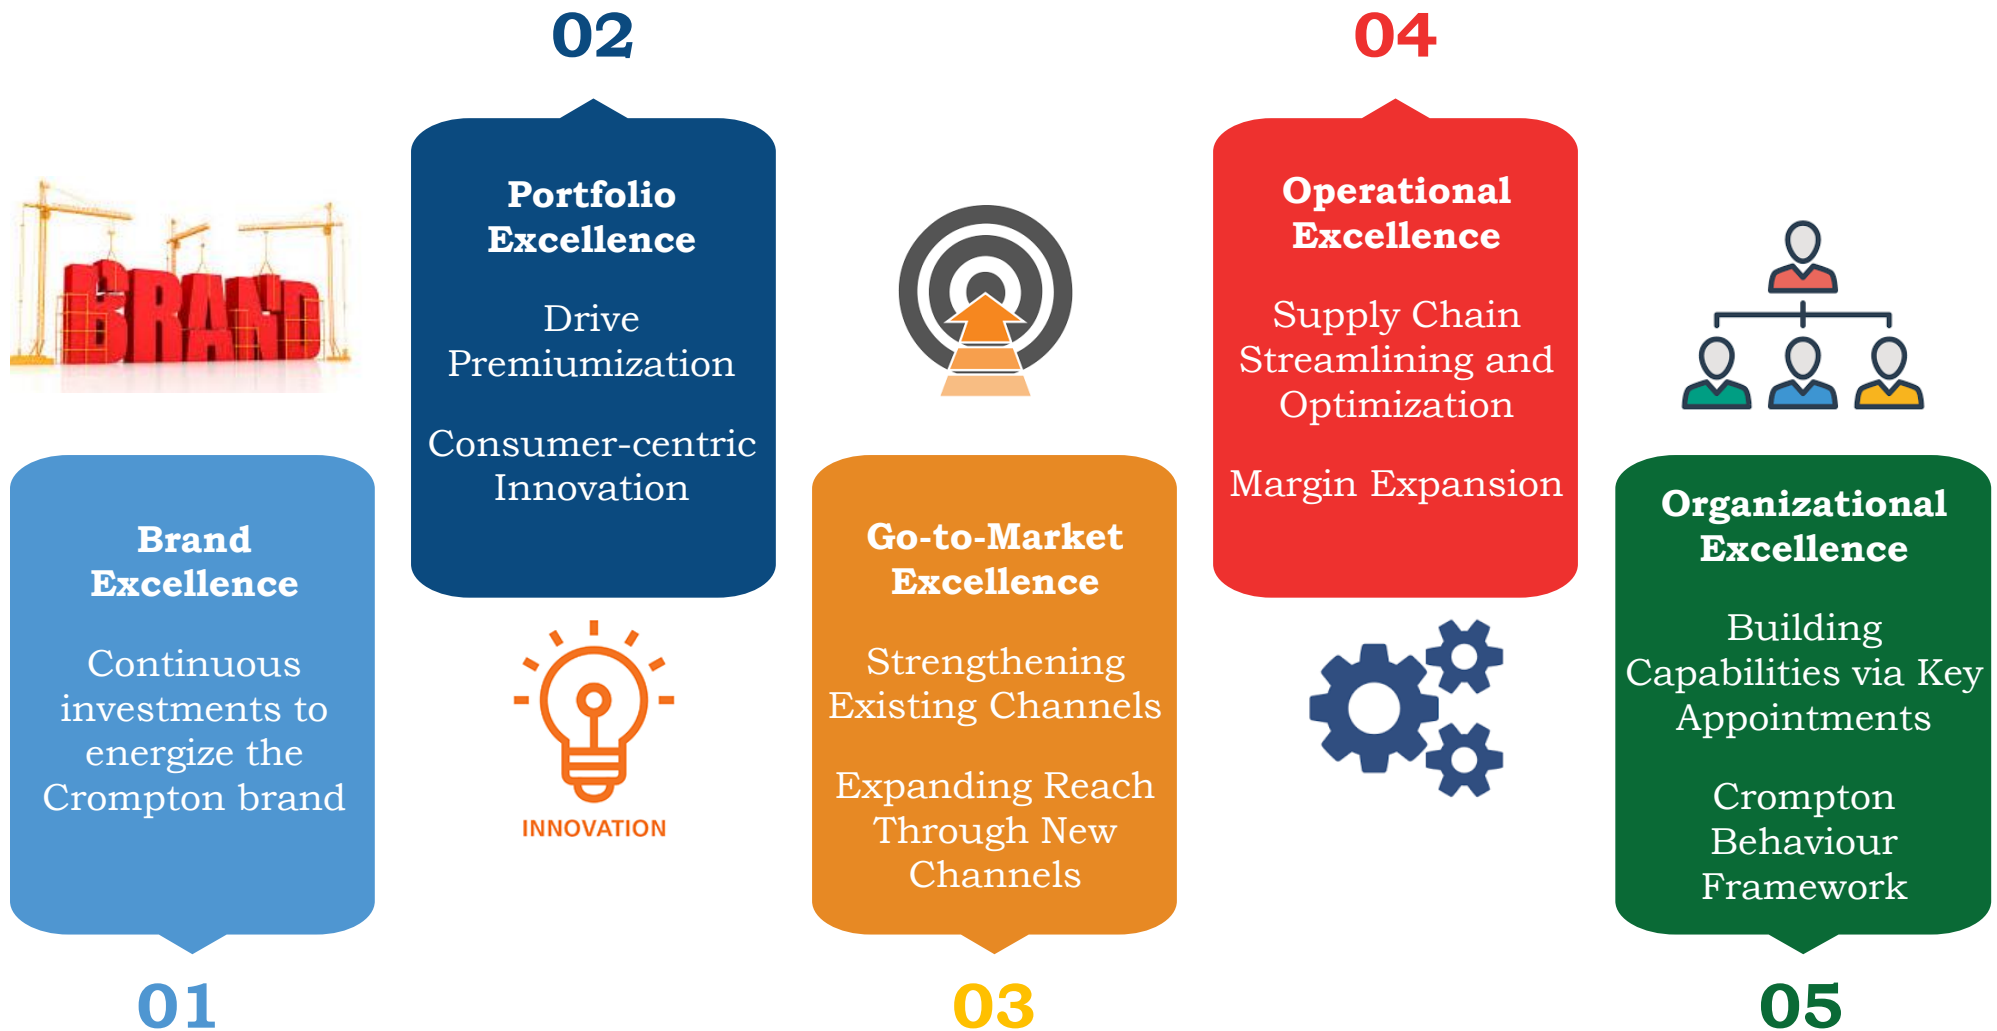 BRAND
Brand
Excellence
Continuous
investments to
energize the
Crompton brand
01
02
Portfolio
Excellence
Drive
Premiumization
Consumer-centric
Innovation
INNOVATION
Go-to-Market
Excellence
Strengthening
Existing Channels
Expanding Reach
Through New
Channels
03
04
Operational
Excellence
Supply Chain
Streamlining and
Optimization
Margin Expansion
Organizational
Excellence
Building
Capabilities via Key
Appointments
Crompton
Behaviour
Framework
05